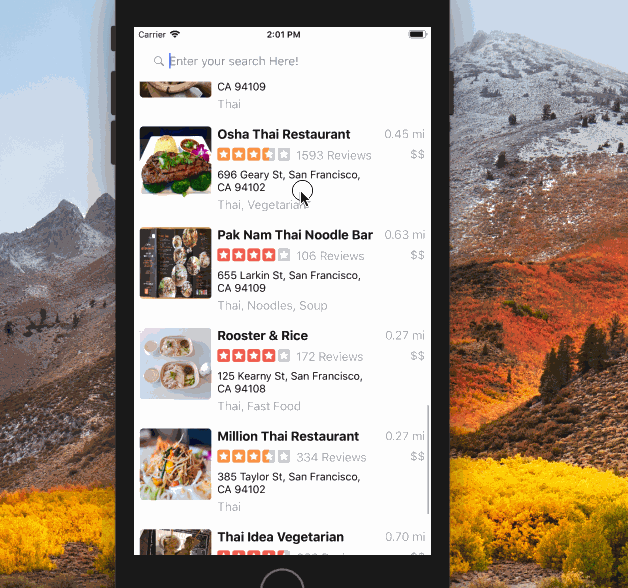 Carrier 2:01 PM
Enter your search Here!
CA 94109
Thai
Osha Thai Restaurant 0.45 mi
1593 Reviews $$
696 Geary St, San Francisco,
CA 94102
Thai, Vegetarian
Pak Nam Thai Noodle Bar 0.63 mi
106 Reviews $$
655 Larkin St, San Francisco,
CA 94109
Thai, Noodles, Soup
Rooster & Rice 0.27 mi
172 Reviews $$
125 Kearny St, San Francisco,
CA 94108
Thai, Fast Food
Million Thai Restaurant 0.27 mi
334 Reviews $$
385 Taylor St, San Francisco,
CA 94102
Thai
Thai Idea Vegetarian 0.70 mi